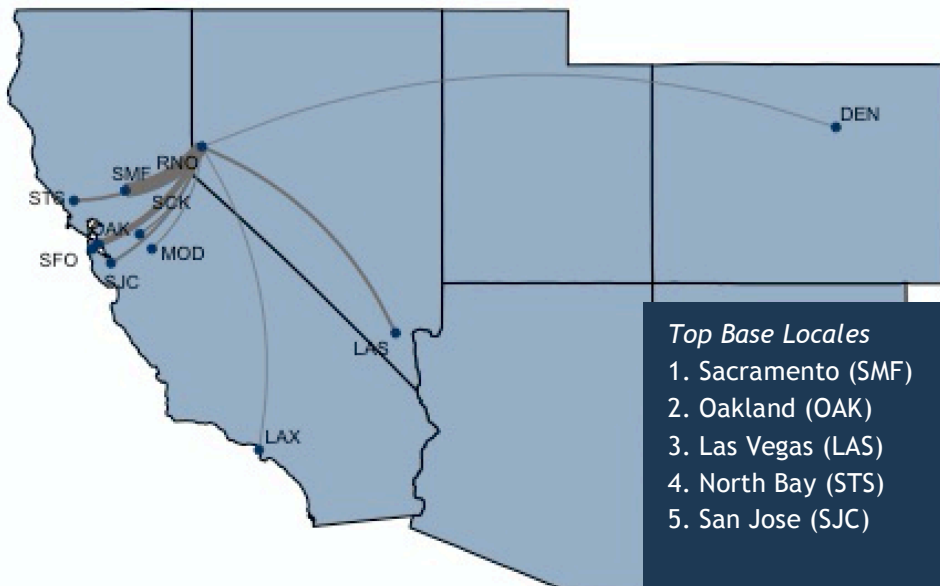 DEN
RNO
SMF
STS
SCK
OAK
MOD
SFO
SJC
LAS
LAX
Top Base Locales
1. Sacramento (SMF)
2. Oakland (OAK)
3. Las Vegas (LAS)
4. North Bay (STS)
5. San Jose (SJC)